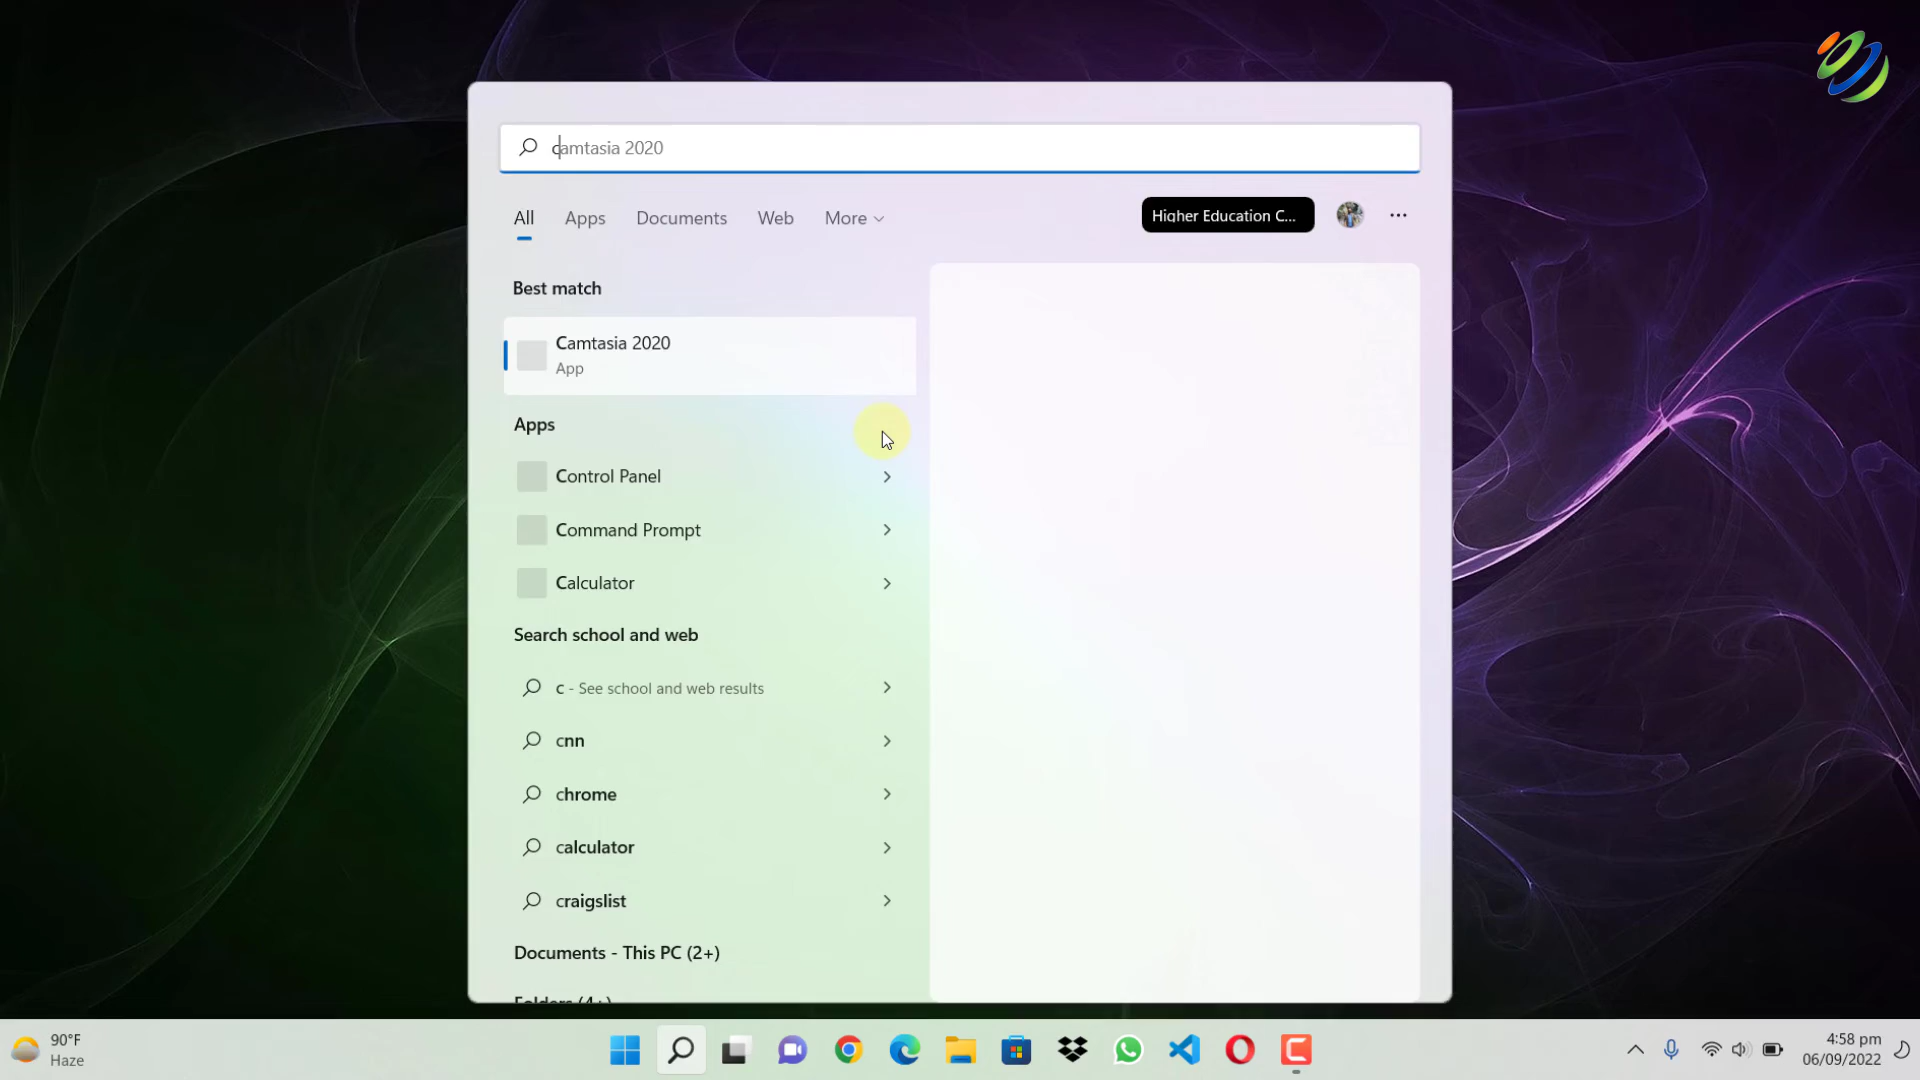 camtasia 2020
All Apps Documents Web More Higher Education C...
Best match
Camtasia 2020
App
Apps
Control Panel
Command Prompt
Calculator
Search school and web
c - See school and web results
cnn
chrome
calculator
craigslist
Documents - This PC (2+)
Folders (4+)
90°F
Haze
4:58 pm
06/09/2022